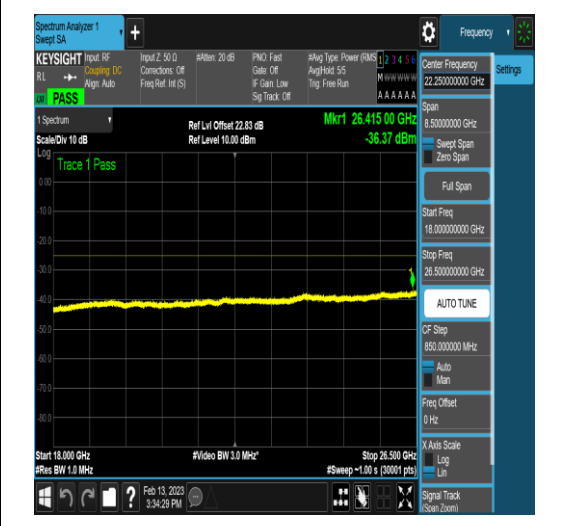 Spectrum Analyzer 1
Swept SA
Frequency
KEYSIGHT
RL
PASS
Input: RF
Coupling: DC
Align: Auto
Input Z: 50 Ω
Corrections: Off
Freq Ref: Int (S)
#Atten: 20 dB
PNO: Fast
Gate: Off
IF Gain: Low
Sig Track: Off
#Avg Type: Power (RMS
Avg|Hold: 5/5
Trig: Free Run
1 2 3 4 5 6
M W W W W W
A A A A A A
Center Frequency
22.250000000 GHz
Settings
Span
8.50000000 GHz
Swept Span
Zero Span
Full Span
Start Freq
18.000000000 GHz
Stop Freq
26.500000000 GHz
AUTO TUNE
CF Step
850.000000 MHz
Auto
Man
Freq Offset
0 Hz
X Axis Scale
Log
Lin
Signal Track
(Span Zoom)
1 Spectrum
Scale/Div 10 dB
Ref Lvl Offset 22.83 dB
Ref Level 10.00 dBm
Mkr1 26.415 00 GHz
-36.37 dBm
Log
Trace 1 Pass
0.00
-10.0
-20.0
-30.0
-40.0
-50.0
-60.0
-70.0
-80.0
1
Start 18.000 GHz
#Res BW 1.0 MHz
#Video BW 3.0 MHz*
Stop 26.500 GHz
#Sweep ~1.00 s (30001 pts)
?
Feb 13, 2023
3:34:29 PM